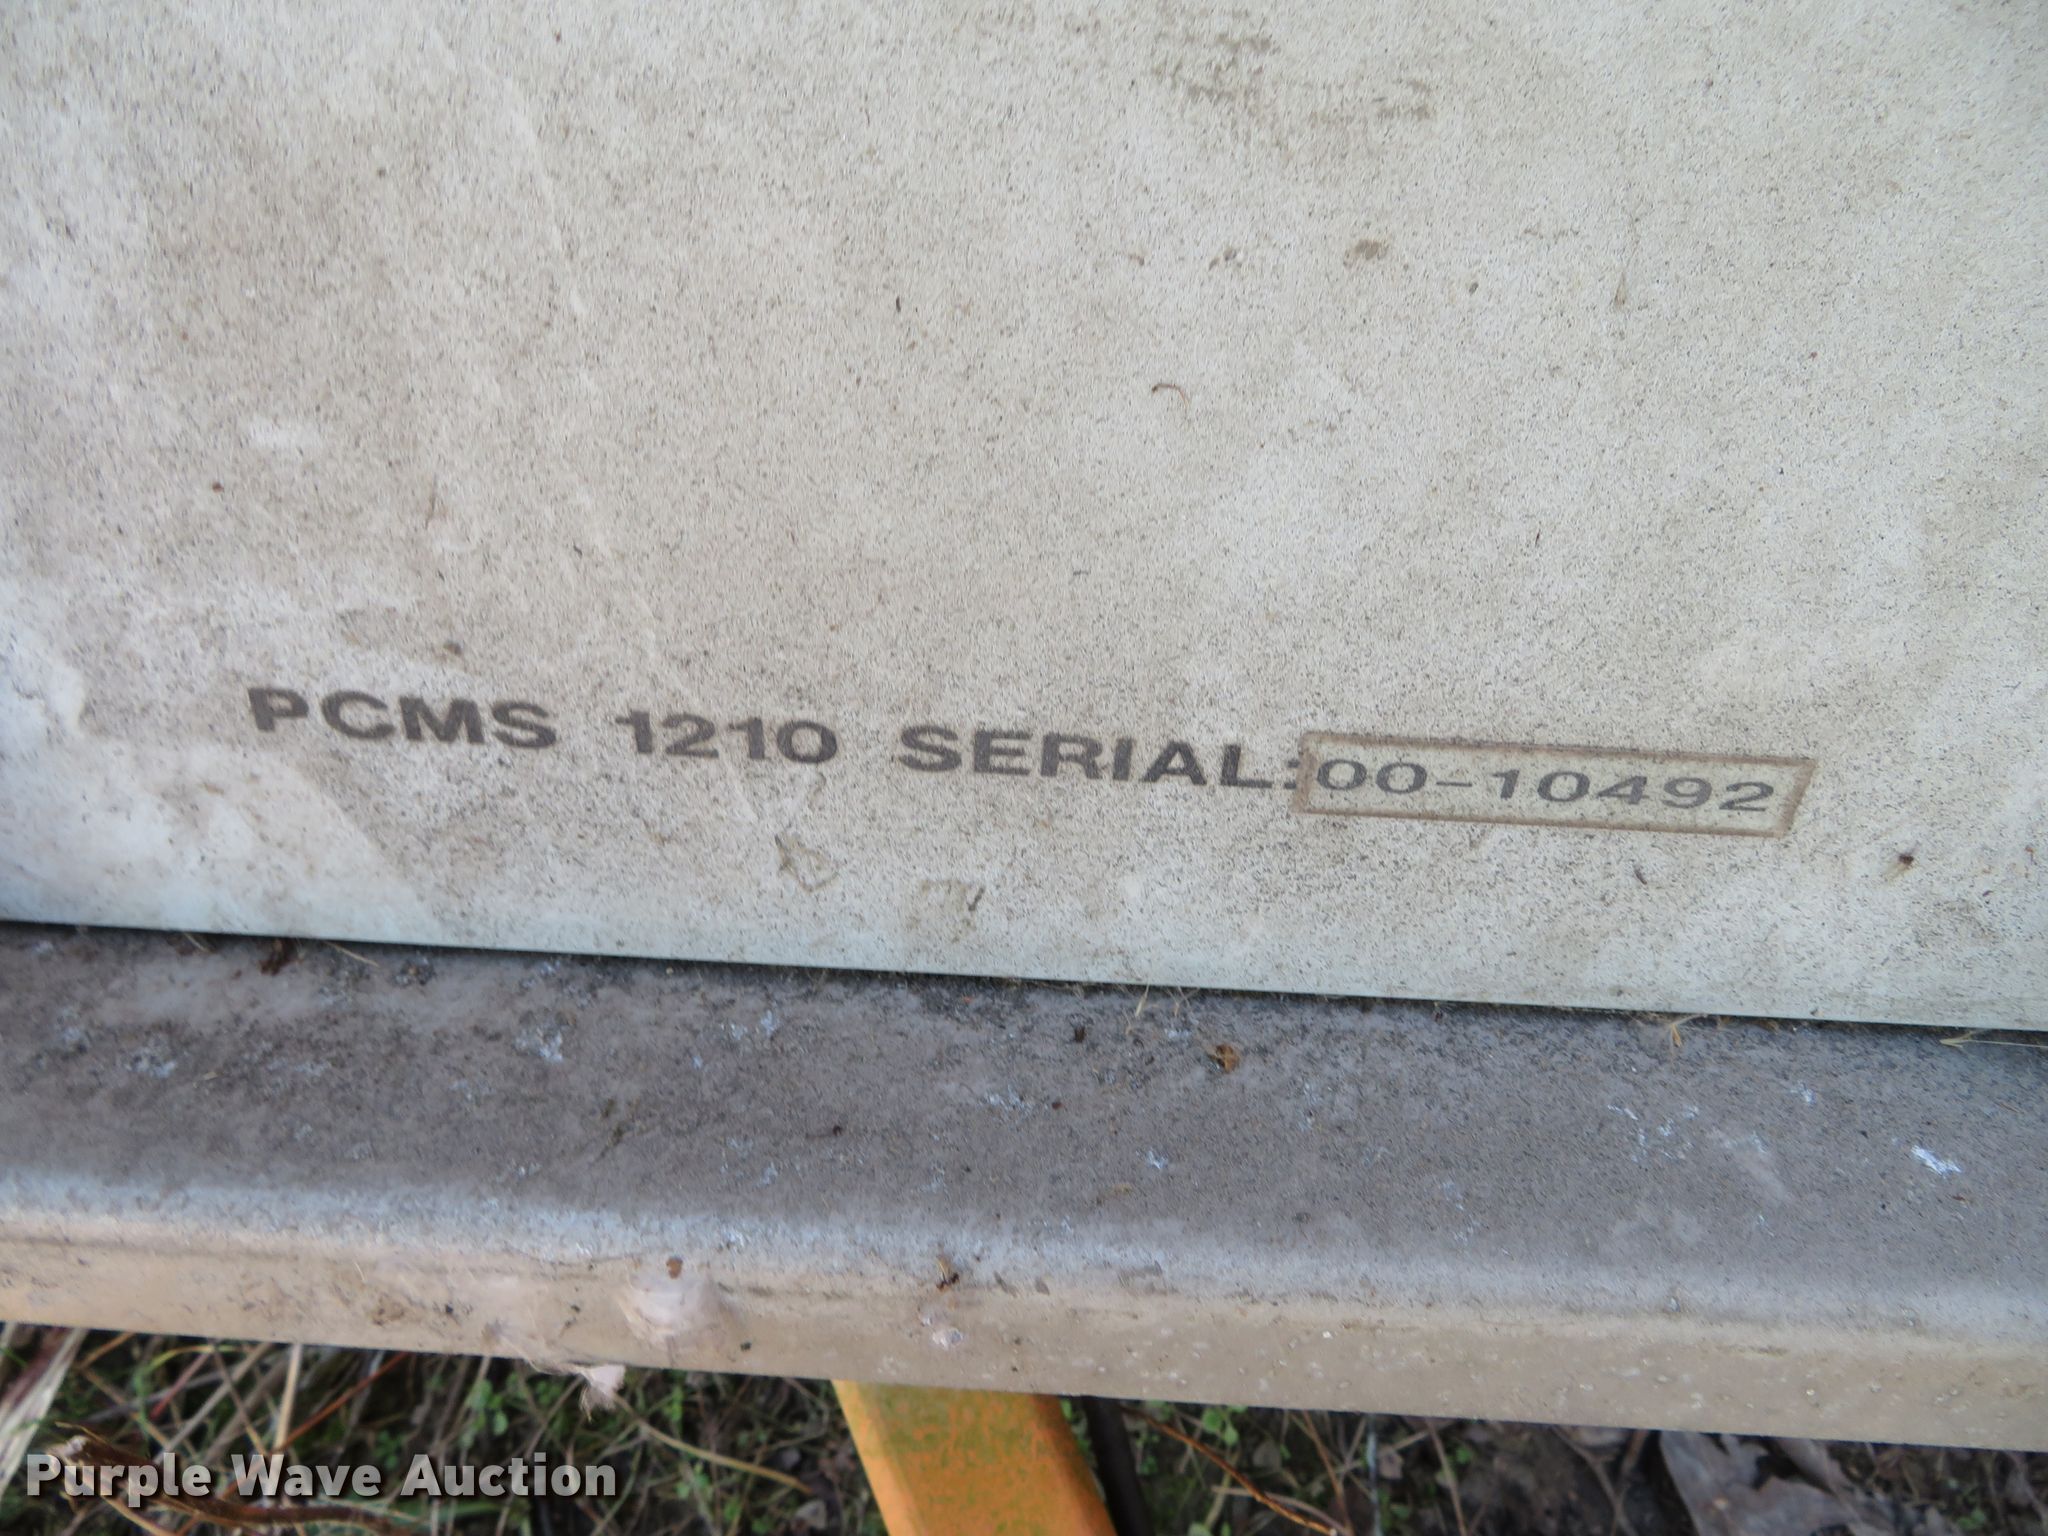 PCMS 1210 SERIAL:00-10492
Purple Wave Auction